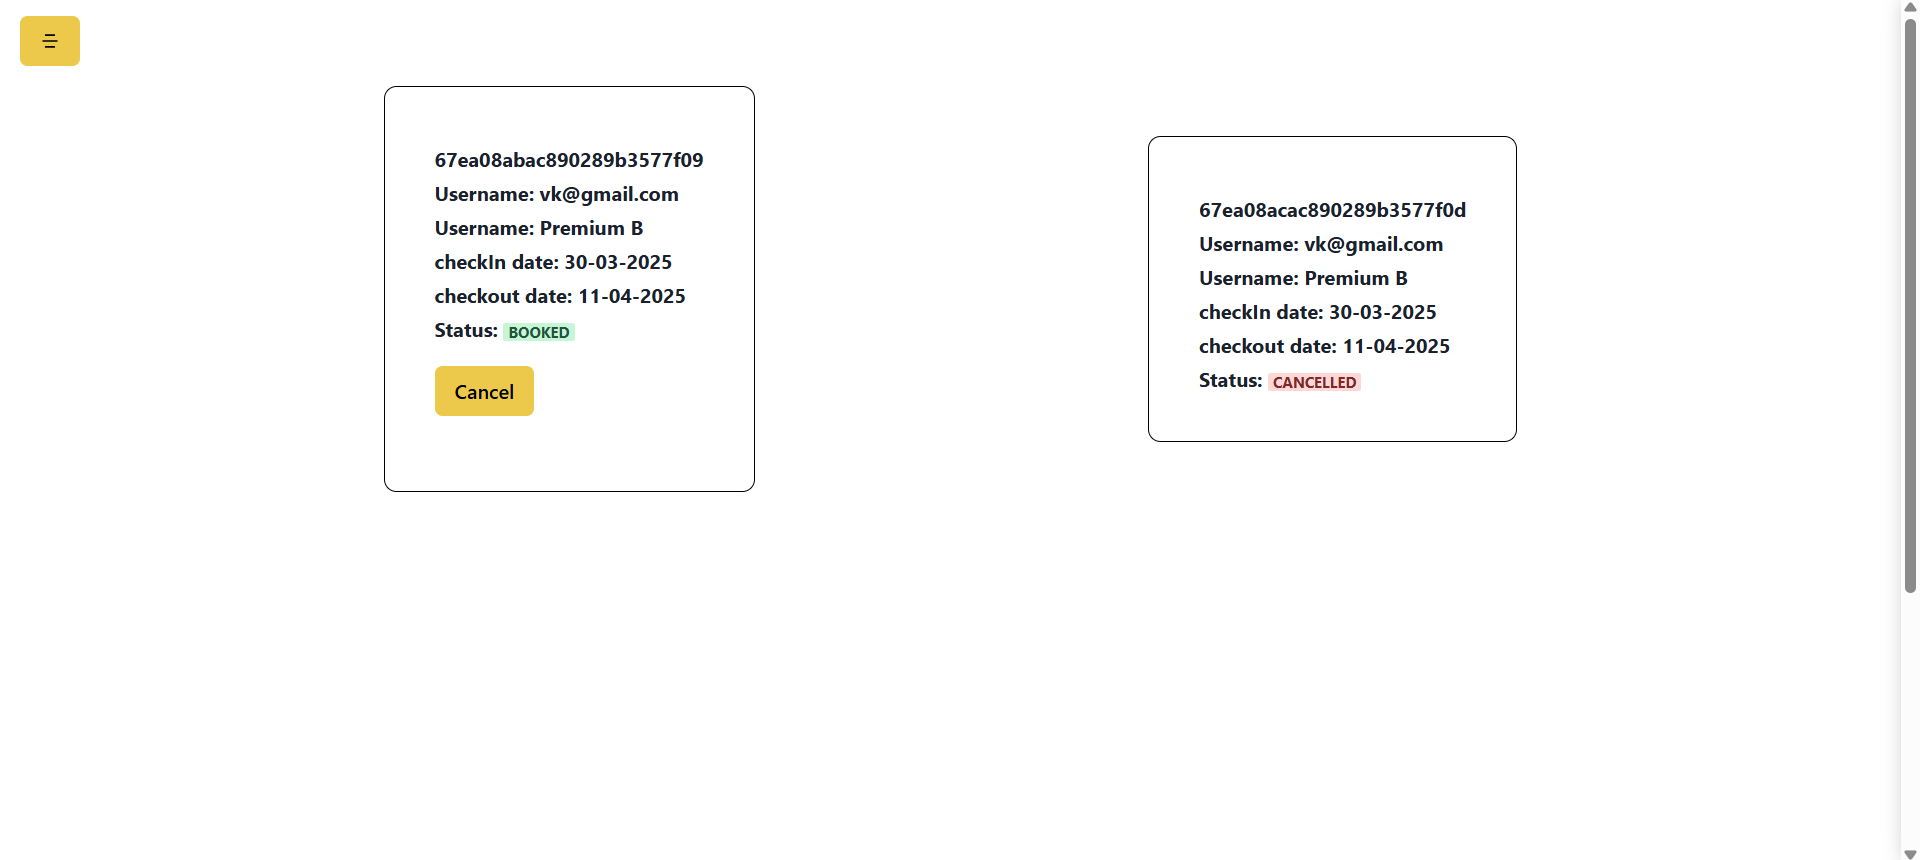 67ea08abac890289b3577f09
Username: vk@gmail.com
Username: Premium B
checkIn date: 30-03-2025
checkout date: 11-04-2025
Status: BOOKED
Cancel
67ea08acac890289b3577f0d
Username: vk@gmail.com
Username: Premium B
checkIn date: 30-03-2025
checkout date: 11-04-2025
Status: CANCELLED